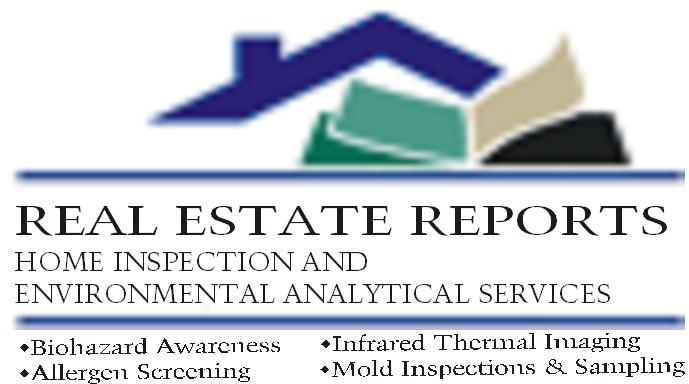 REAL ESTATE REPORTS
HOME INSPECTION AND
ENVIRONMENTAL ANALYTICAL SERVICES
◆Biohazard Awareness ◆Infrared Thermal Imaging
◆Allergen Screening ◆Mold Inspections & Sampling